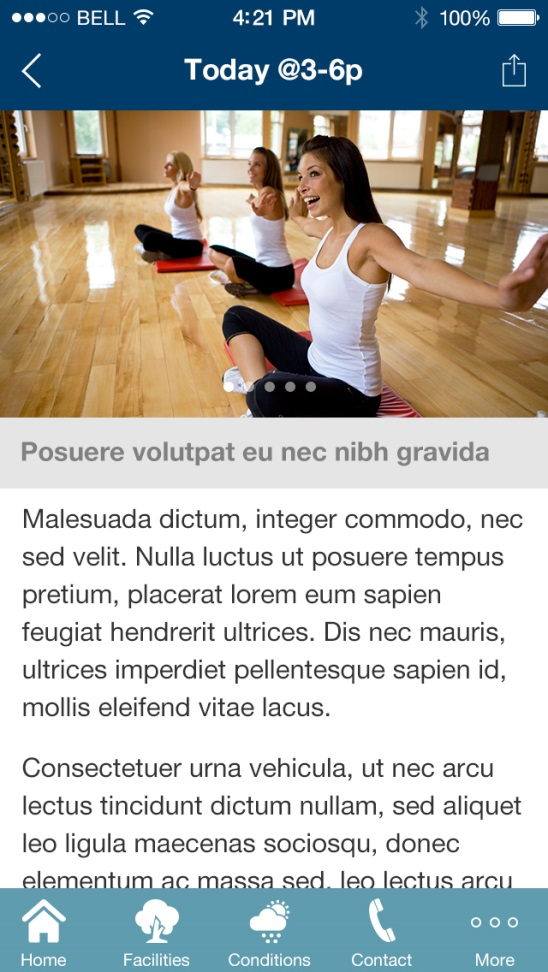 BELL 4:21 PM 100%
Today @3-6p
Posuere volutpat eu nec nibh gravida
Malesuada dictum, integer commodo, nec
sed velit. Nulla luctus ut posuere tempus
pretium, placerat lorem eum sapien
feugiat hendrerit ultrices. Dis nec mauris,
ultrices imperdiet pellentesque sapien id,
mollis eleifend vitae lacus.
Consectetuer urna vehicula, ut nec arcu
lectus tincidunt dictum nullam, sed aliquet
leo ligula maecenas sociosqu, donec
elementum ac massa sed, leo lectus arcu
Home Facilities Conditions Contact More